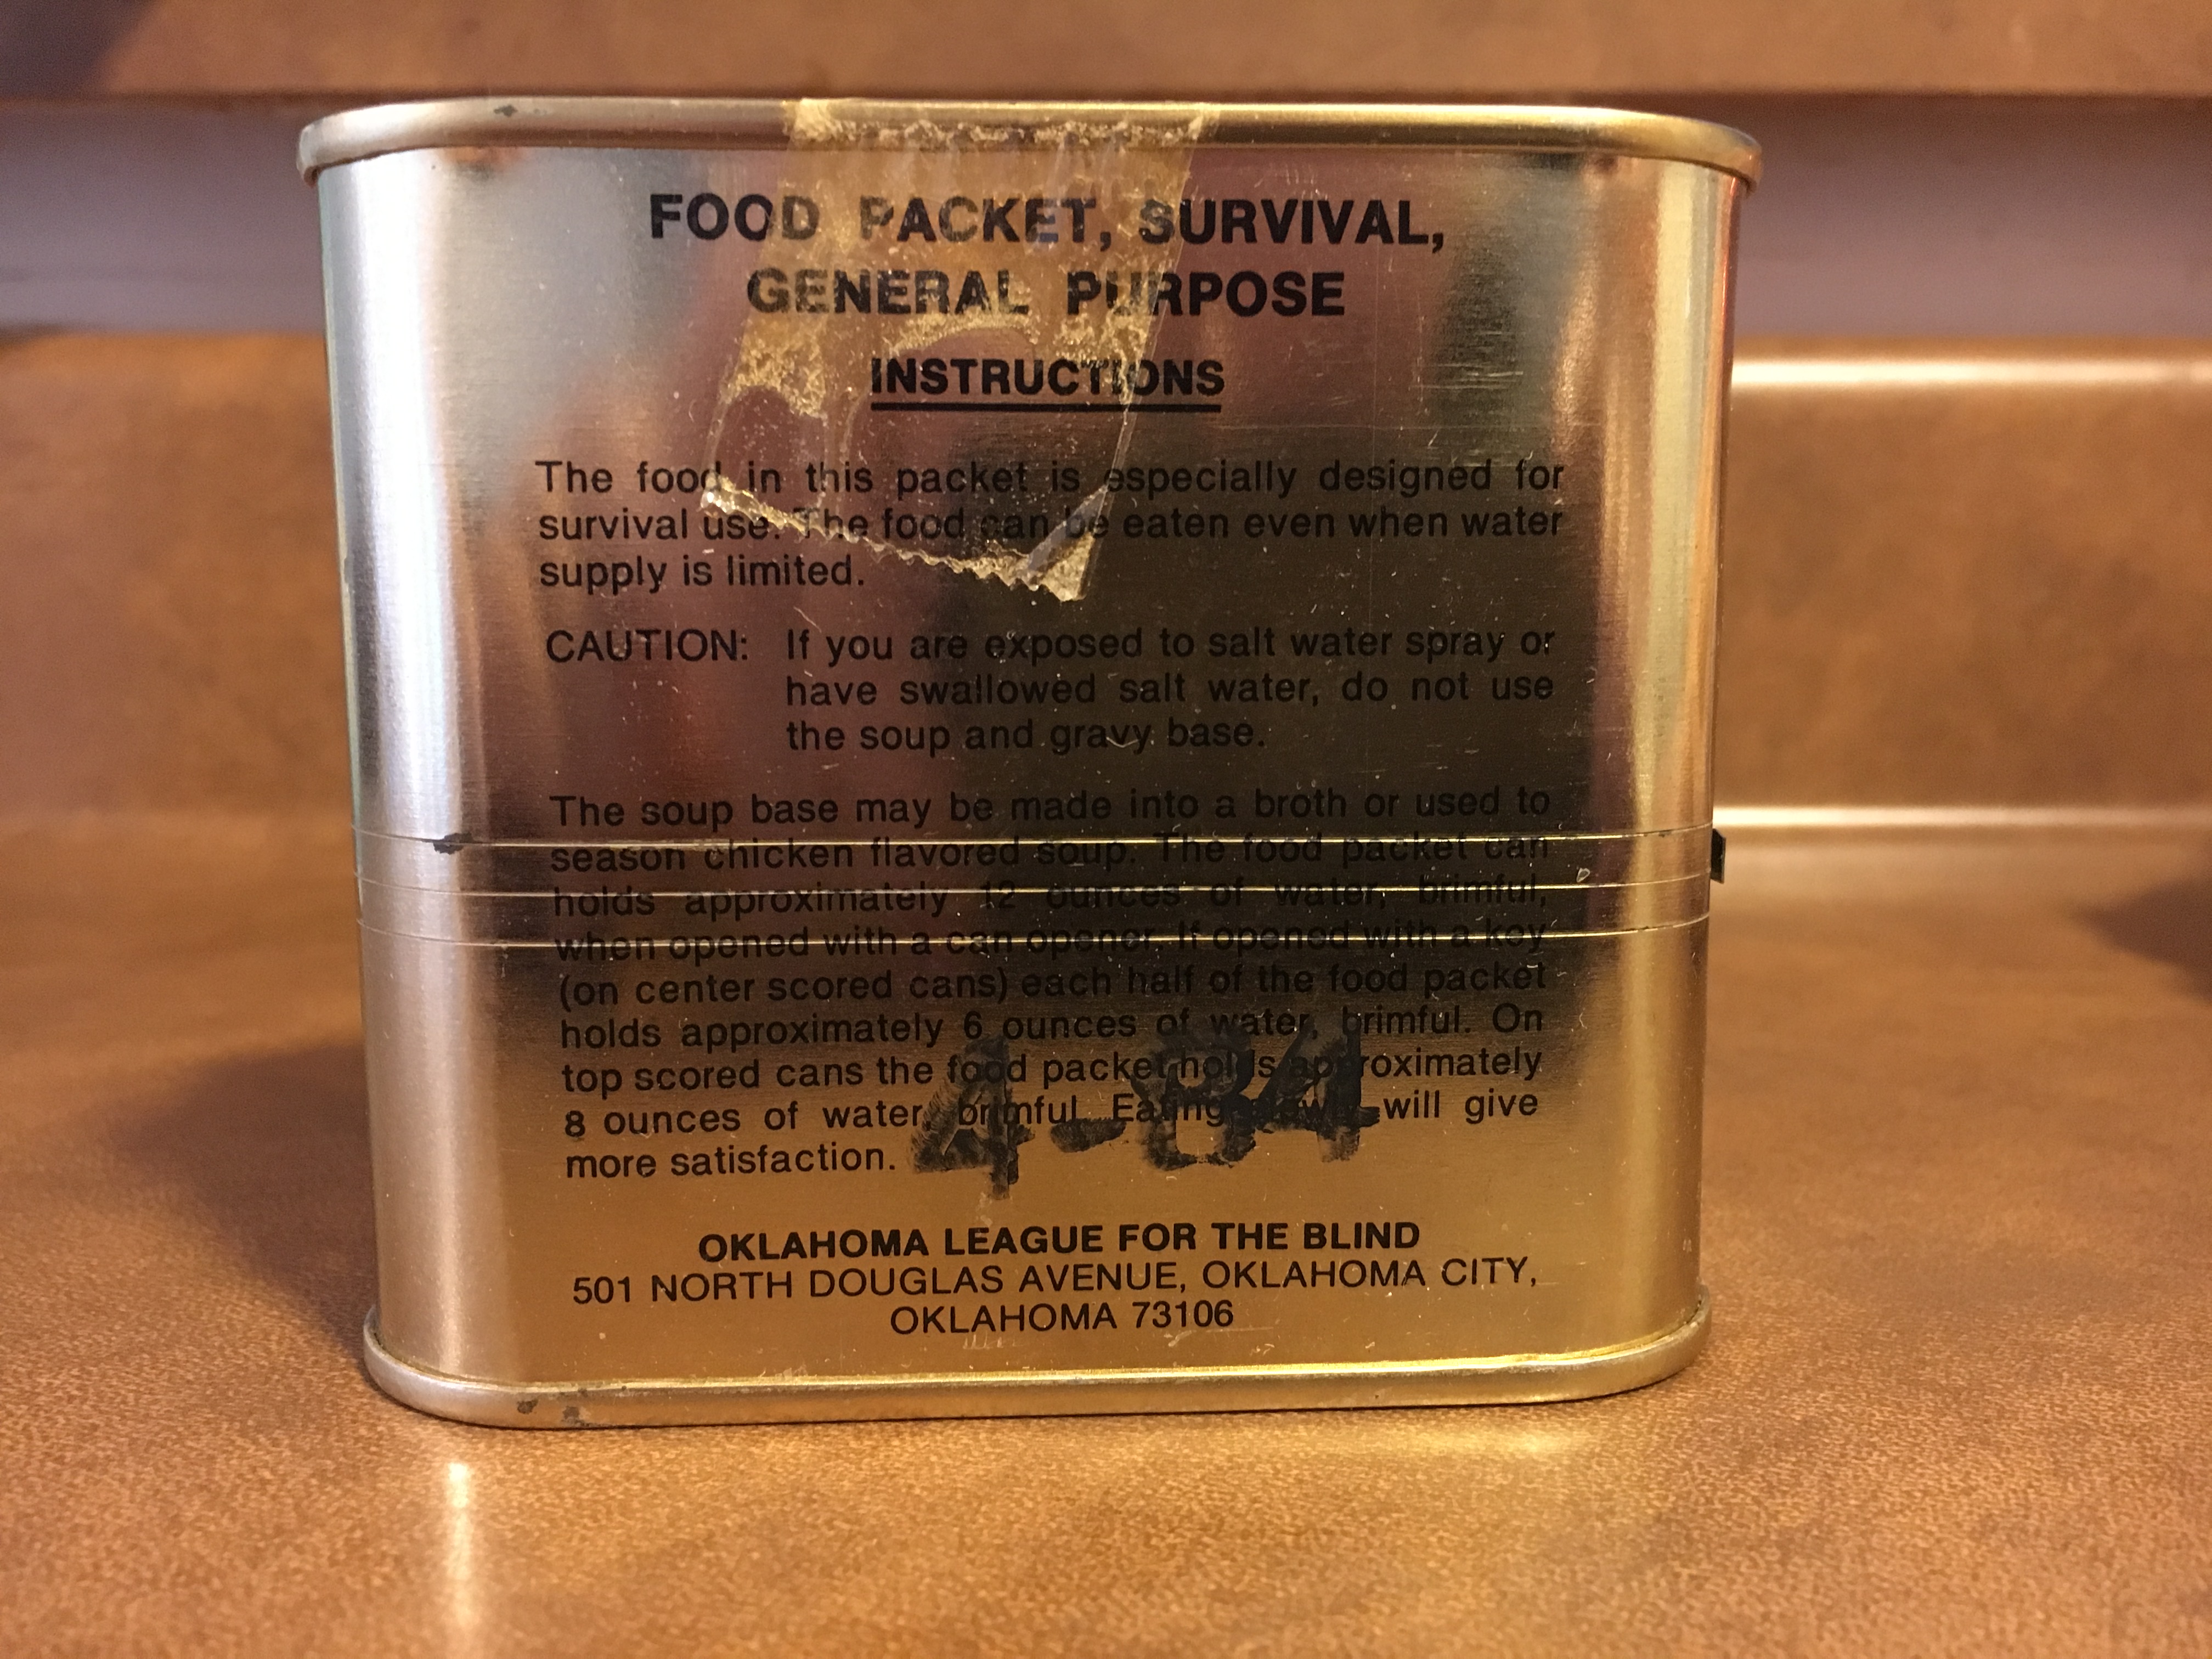 FOOD PACKET, SURVIVAL,
GENERAL PURPOSE
INSTRUCTIONS
The food in this packet is especially designed for
survival use. The food can be eaten even when water
supply is limited.
CAUTION: If you are exposed to salt water spray or
have swallowed salt water, do not use
the soup and gravy base.
The soup base may be made into a broth or used to
season chicken flavored soup. The food packet can
holds approximately 12 ounces of water, brimful,
when opened with a can opener. If opened with a key
(on center scored cans) each half of the food packet
holds approximately 6 ounces of water, brimful. On
top scored cans the food packet holds approximately
8 ounces of water, brimful. Eating slowly will give
more satisfaction.
4-84
OKLAHOMA LEAGUE FOR THE BLIND
501 NORTH DOUGLAS AVENUE, OKLAHOMA CITY,
OKLAHOMA 73106